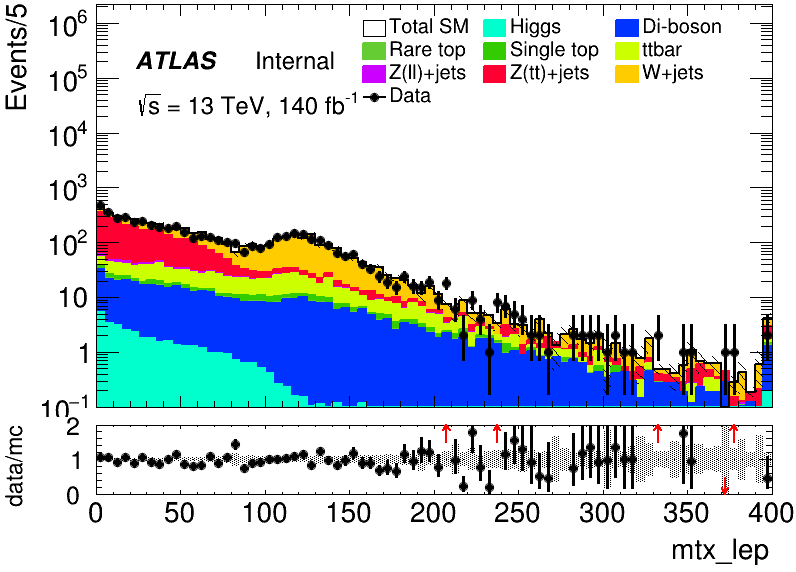 Events/5
10⁶
10⁵
10⁴
10³
10²
10
1
10⁻¹
ATLAS Internal
√s = 13 TeV, 140 fb⁻¹
Total SM Higgs Di-boson
Rare top Single top ttbar
Z(ll)+jets Z(tt)+jets W+jets
Data
data/mc
2
1
0
0 50 100 150 200 250 300 350 400
mtx_lep